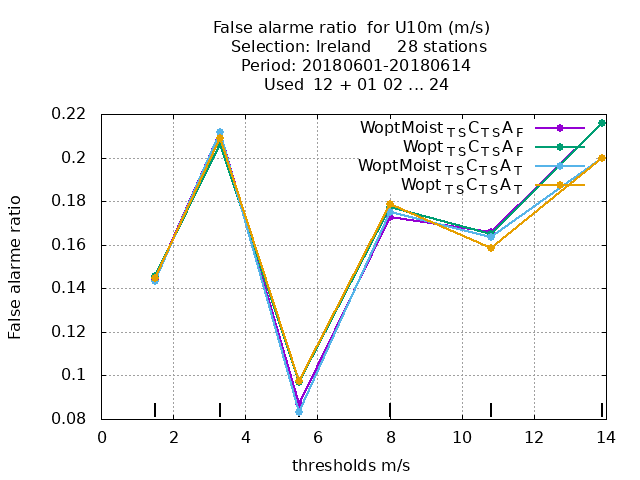 False alarme ratio  for U10m (m/s)
Selection: Ireland     28 stations
Period: 20180601-20180614
Used  12 + 01 02 ... 24
0.22
0.2
0.18
0.16
0.14
0.12
0.1
0.08
False alarme ratio
WoptMoist TS C TS A F
Wopt TS C TS A F
WoptMoist TS C TS A T
Wopt TS C TS A T
0 2 4 6 8 10 12 14
thresholds m/s